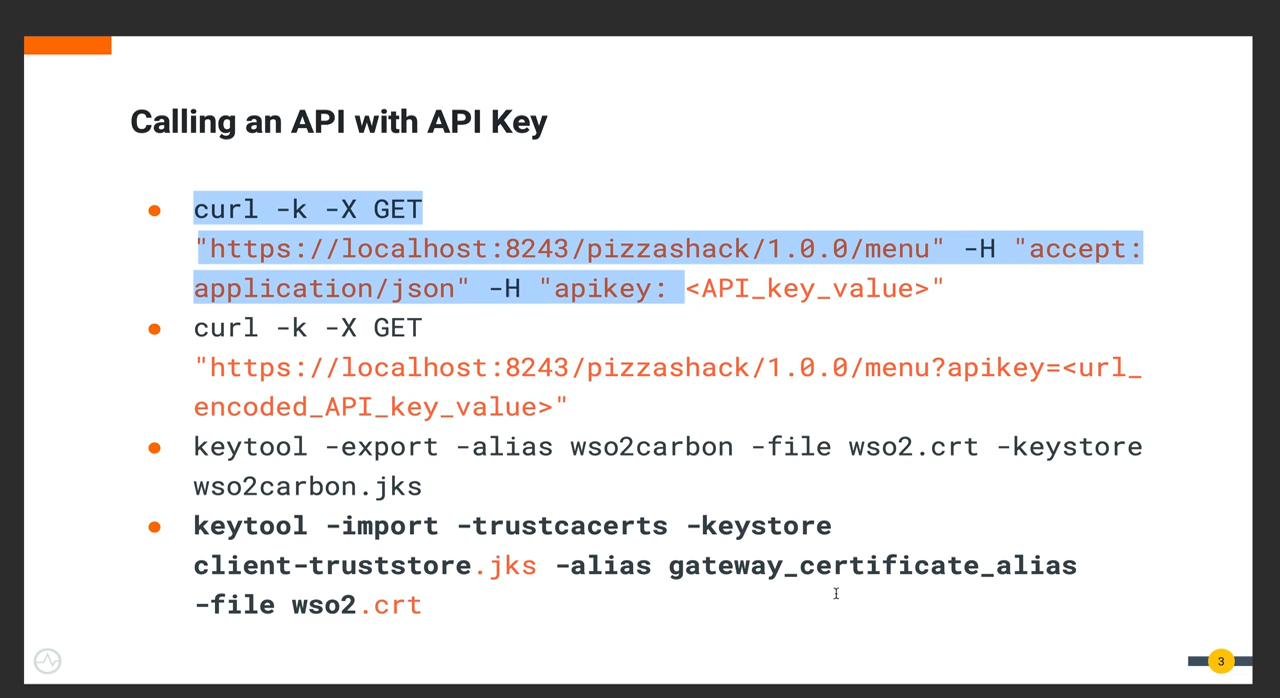 Calling an API with API Key
curl -k -X GET
"https://localhost:8243/pizzashack/1.0.0/menu" -H "accept:
application/json" -H "apikey: <API_key_value>"
curl -k -X GET
"https://localhost:8243/pizzashack/1.0.0/menu?apikey=<url_
encoded_API_key_value>"
keytool -export -alias wso2carbon -file wso2.crt -keystore
wso2carbon.jks
keytool -import -trustcacerts -keystore
client-truststore.jks -alias gateway_certificate_alias
-file wso2.crt
3